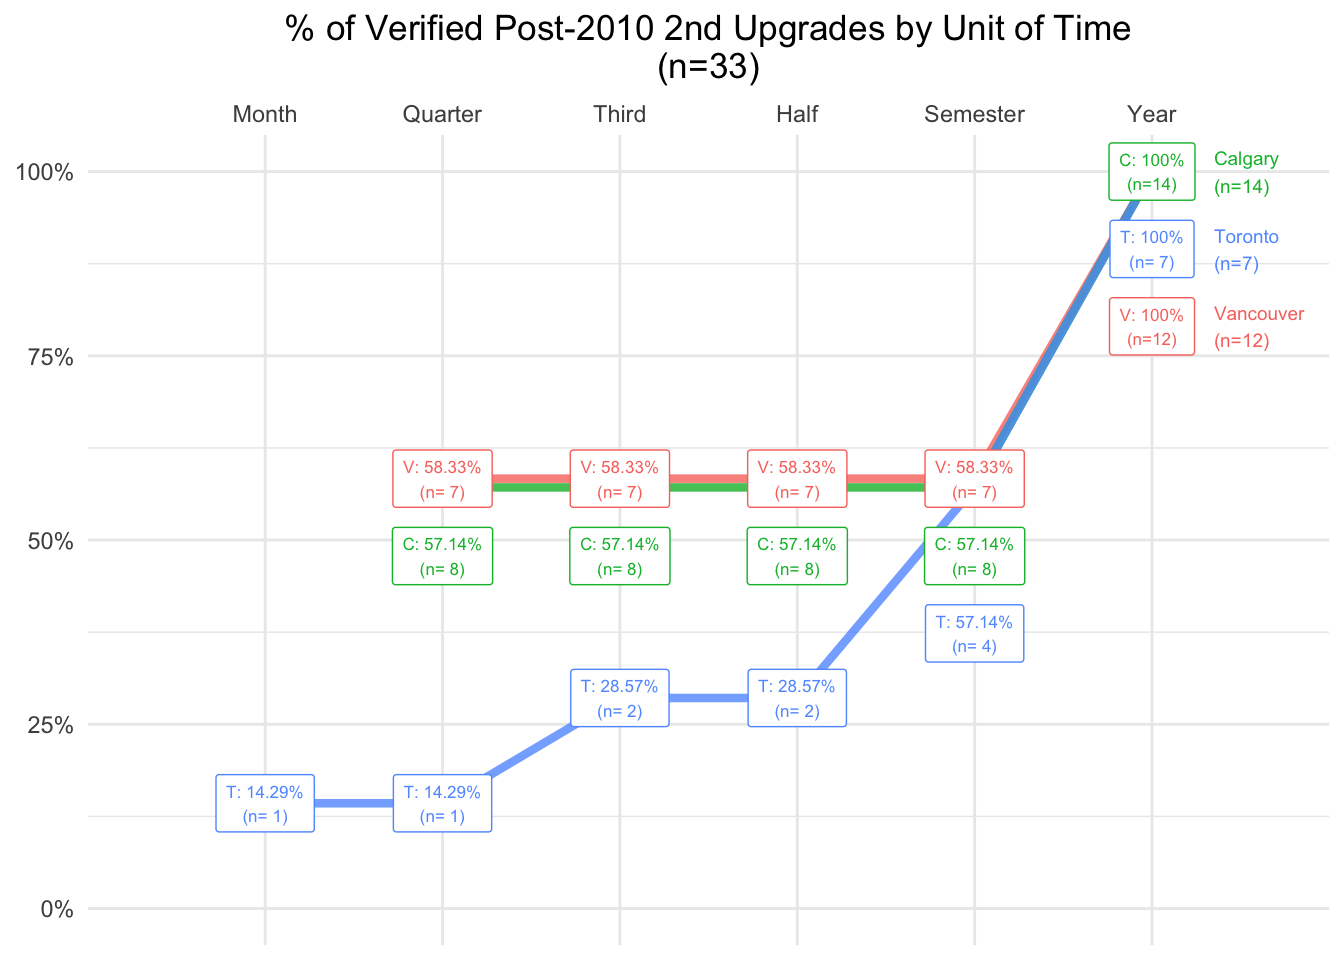 % of Verified Post-2010 2nd Upgrades by Unit of Time
(n=33)
Month Quarter Third Half Semester Year
100%
C: 100%
(n=14)
Calgary
(n=14)
T: 100%
(n= 7)
Toronto
(n=7)
V: 100%
(n=12)
Vancouver
(n=12)
75%
V: 58.33%
(n= 7)
V: 58.33%
(n= 7)
V: 58.33%
(n= 7)
V: 58.33%
(n= 7)
50%
C: 57.14%
(n= 8)
C: 57.14%
(n= 8)
C: 57.14%
(n= 8)
C: 57.14%
(n= 8)
T: 57.14%
(n= 4)
T: 28.57%
(n= 2)
T: 28.57%
(n= 2)
25%
T: 14.29%
(n= 1)
T: 14.29%
(n= 1)
0%